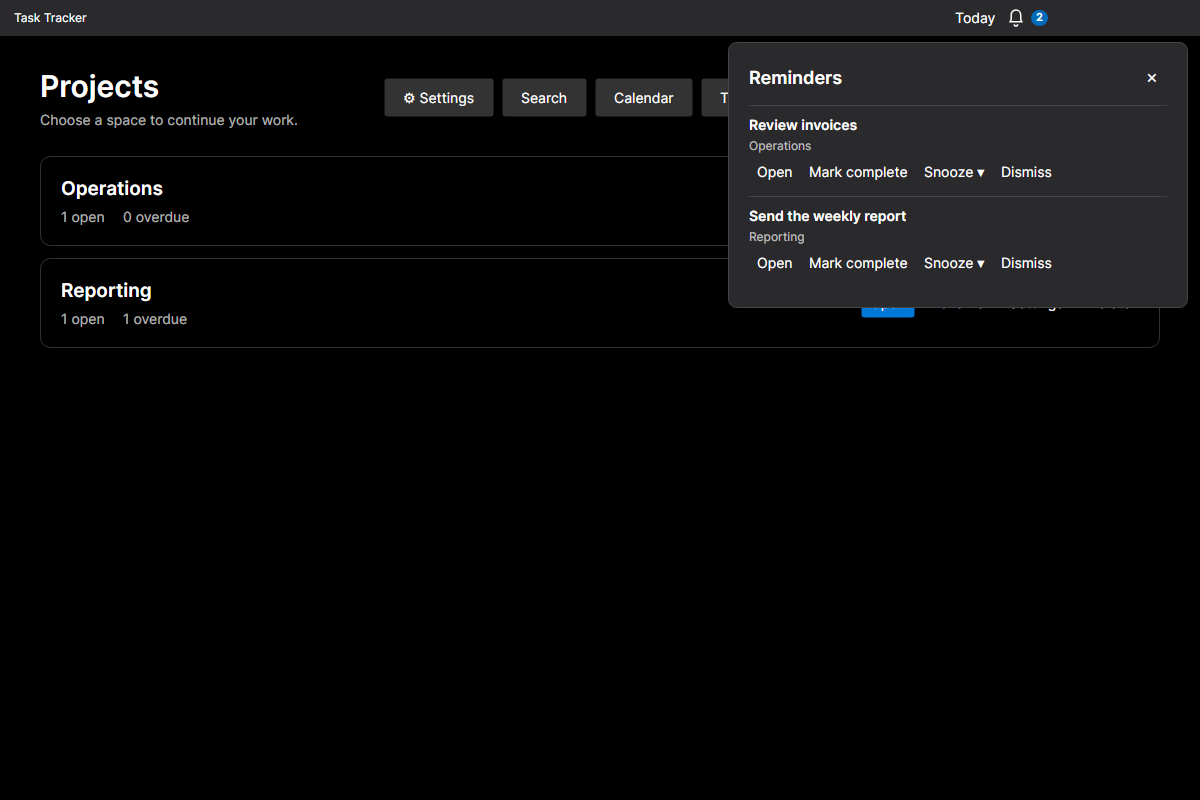 Task Tracker
Today
2
Projects
Choose a space to continue your work.
⚙ Settings
Search
Calendar
Reminders
×
Review invoices
Operations
Open
Mark complete
Snooze ▾
Dismiss
Send the weekly report
Reporting
Open
Mark complete
Snooze ▾
Dismiss
Operations
1 open
0 overdue
Reporting
1 open
1 overdue